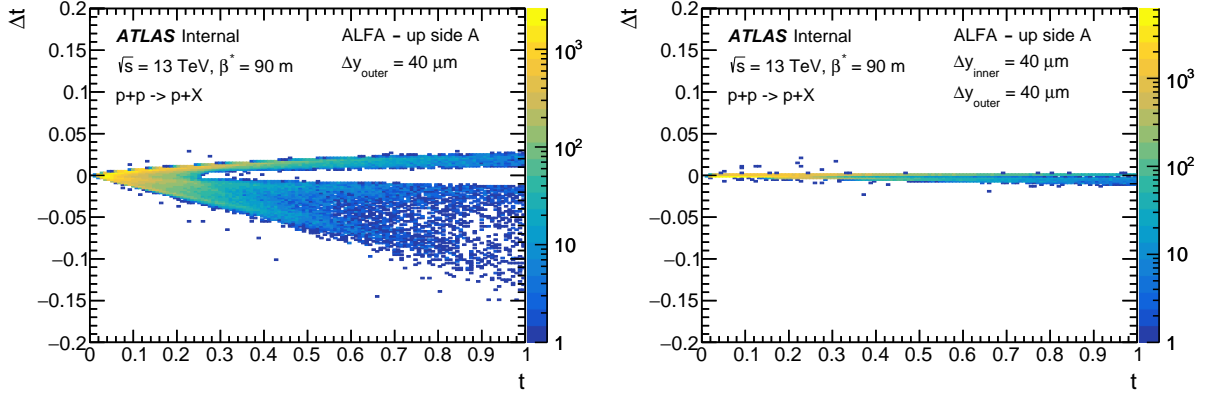 Δt
0.2
0.15
0.1
0.05
0
−0.05
−0.1
−0.15
−0.2
ATLAS Internal
√s = 13 TeV, β* = 90 m
p+p -> p+X
ALFA - up side A
Δy_outer = 40 μm
0 0.1 0.2 0.3 0.4 0.5 0.6 0.7 0.8 0.9 1
t
10³
10²
10
1
Δt
0.2
0.15
0.1
0.05
0
−0.05
−0.1
−0.15
−0.2
ATLAS Internal
√s = 13 TeV, β* = 90 m
p+p -> p+X
ALFA - up side A
Δy_inner = 40 μm
Δy_outer = 40 μm
0 0.1 0.2 0.3 0.4 0.5 0.6 0.7 0.8 0.9 1
t
10³
10²
10
1